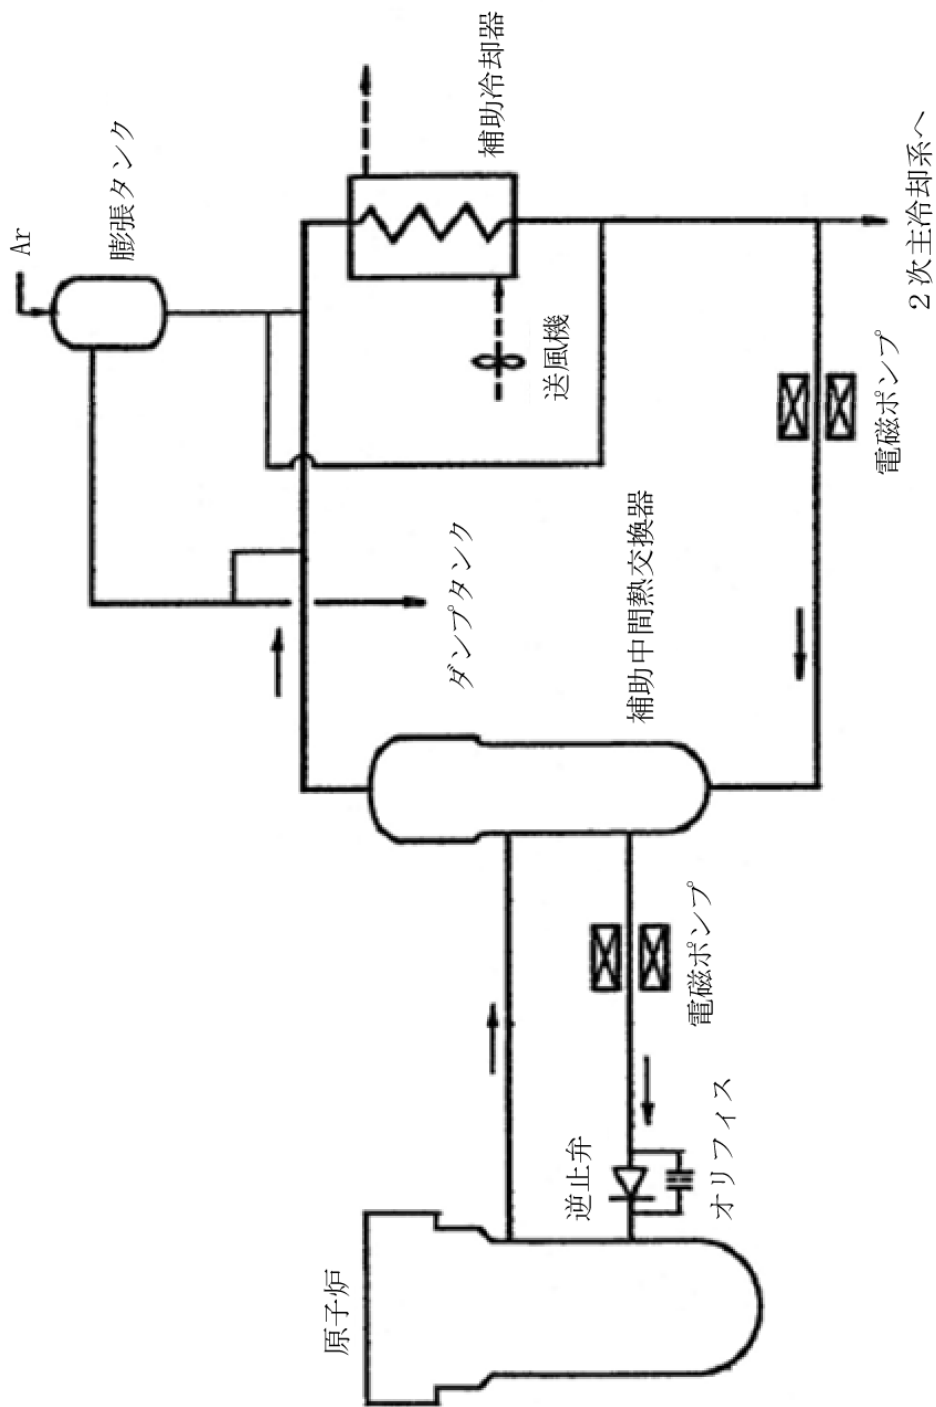 Ar
膨張タンク
補助冷却器
送風機
2次主冷却系へ
電磁ポンプ
ダンプタンク
補助中間熱交換器
電磁ポンプ
逆止弁
オリフィス
原子炉